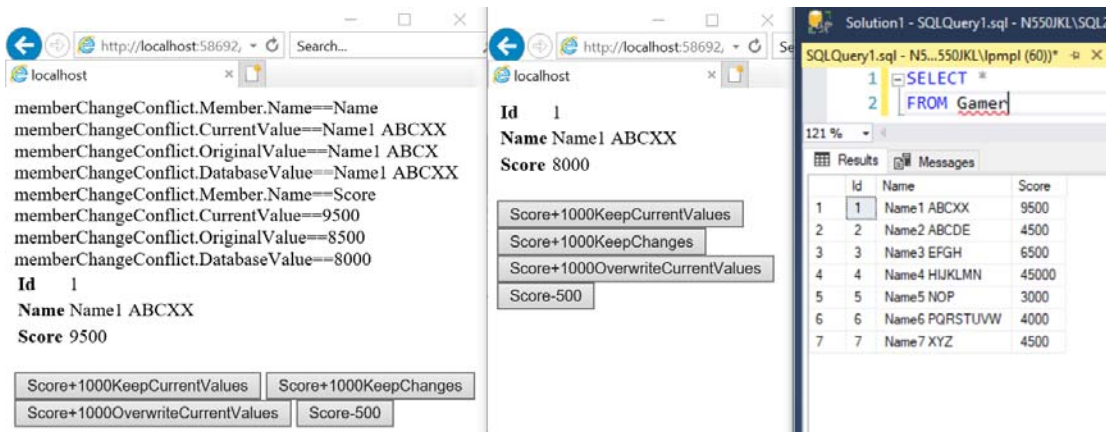 http://localhost:58692,
Search...
localhost
memberChangeConflict.Member.Name==Name
memberChangeConflict.CurrentValue==Name1 ABCXX
memberChangeConflict.OriginalValue==Name1 ABCX
memberChangeConflict.DatabaseValue==Name1 ABCXX
memberChangeConflict.Member.Name==Score
memberChangeConflict.CurrentValue==9500
memberChangeConflict.OriginalValue==8500
memberChangeConflict.DatabaseValue==8000
Id 1
Name Name1 ABCXX
Score 9500
Score+1000KeepCurrentValues Score+1000KeepChanges
Score+1000OverwriteCurrentValues Score-500
http://localhost:58692,
Se
localhost
Id 1
Name Name1 ABCXX
Score 8000
Score+1000KeepCurrentValues
Score+1000KeepChanges
Score+1000OverwriteCurrentValues
Score-500
Solution1 - SQLQuery1.sql - N550JKL\SQL2
SQLQuery1.sql - N5...550JKL\lpmpl (60))*
1 SELECT *
2 FROM Gamer
121 %
Results Messages
Id Name Score
1 1 Name1 ABCXX 9500
2 2 Name2 ABCDE 4500
3 3 Name3 EFGH 6500
4 4 Name4 HIJKLMN 45000
5 5 Name5 NOP 3000
6 6 Name6 PQRSTUVW 4000
7 7 Name7 XYZ 4500